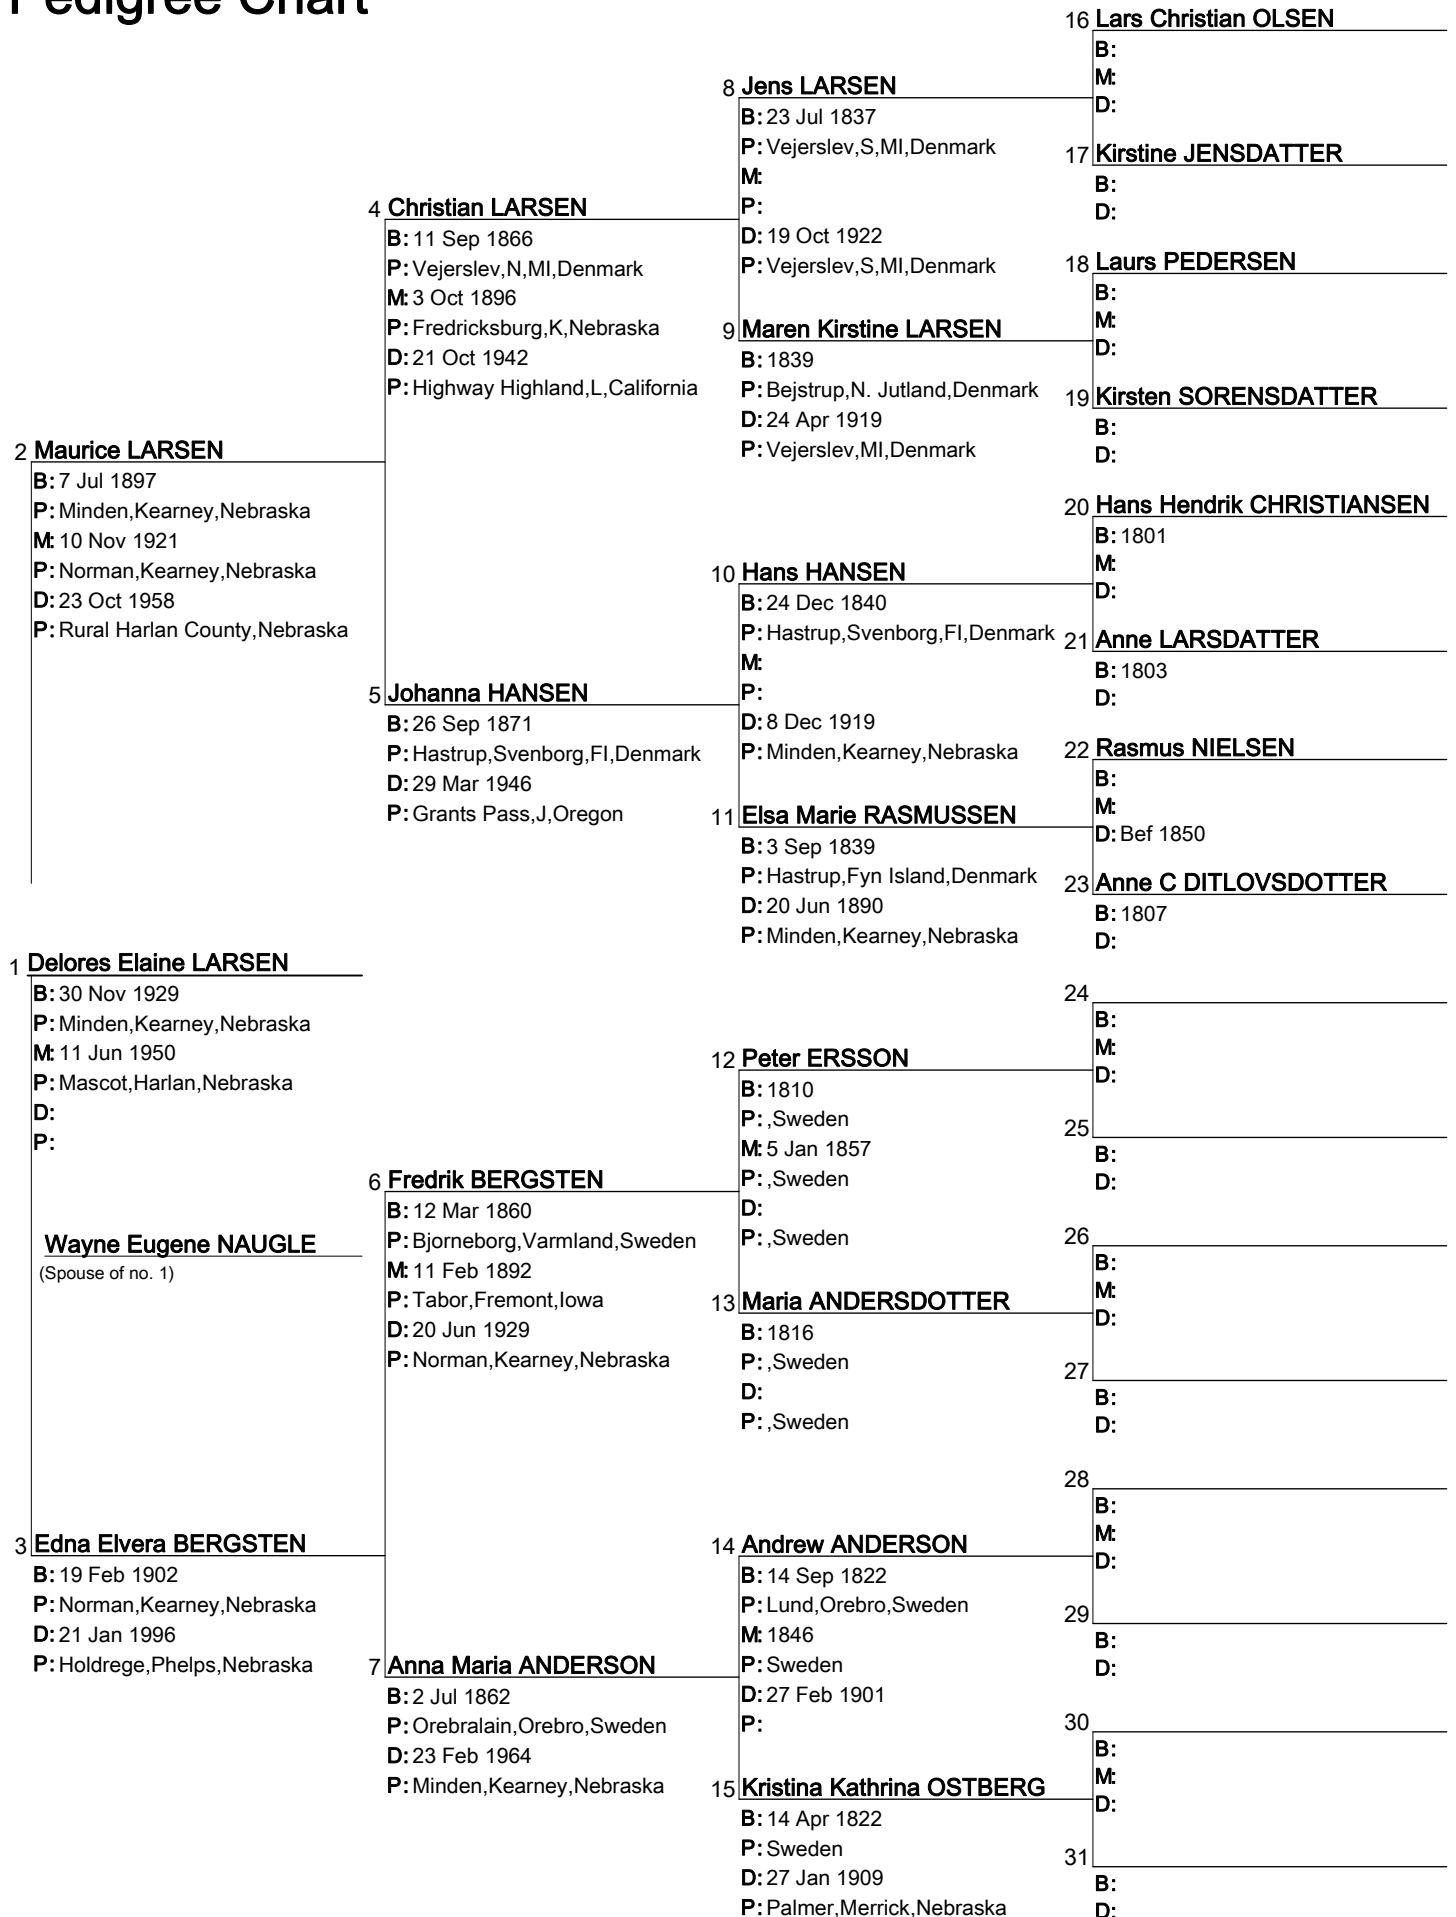 Pedigree Chart
16 Lars Christian OLSEN
B:
M:
D:
8 Jens LARSEN
B: 23 Jul 1837
P: Vejerslev,S,MI,Denmark
M:
P:
D: 19 Oct 1922
P: Vejerslev,S,MI,Denmark
17 Kirstine JENSDATTER
B:
D:
4 Christian LARSEN
B: 11 Sep 1866
P: Vejerslev,N,MI,Denmark
M: 3 Oct 1896
P: Fredricksburg,K,Nebraska
D: 21 Oct 1942
P: Highway Highland,L,California
18 Laurs PEDERSEN
B:
M:
D:
9 Maren Kirstine LARSEN
B: 1839
P: Bejstrup,N. Jutland,Denmark
D: 24 Apr 1919
P: Vejerslev,MI,Denmark
19 Kirsten SORENSDATTER
B:
D:
2 Maurice LARSEN
B: 7 Jul 1897
P: Minden,Kearney,Nebraska
M: 10 Nov 1921
P: Norman,Kearney,Nebraska
D: 23 Oct 1958
P: Rural Harlan County,Nebraska
20 Hans Hendrik CHRISTIANSEN
B: 1801
M:
D:
10 Hans HANSEN
B: 24 Dec 1840
P: Hastrup,Svenborg,FI,Denmark
M:
P:
D: 8 Dec 1919
P: Minden,Kearney,Nebraska
21 Anne LARSDATTER
B: 1803
D:
5 Johanna HANSEN
B: 26 Sep 1871
P: Hastrup,Svenborg,FI,Denmark
D: 29 Mar 1946
P: Grants Pass,J,Oregon
22 Rasmus NIELSEN
B:
M:
D: Bef 1850
11 Elsa Marie RASMUSSEN
B: 3 Sep 1839
P: Hastrup,Fyn Island,Denmark
D: 20 Jun 1890
P: Minden,Kearney,Nebraska
23 Anne C DITLOVSDOTTER
B: 1807
D:
1 Delores Elaine LARSEN
B: 30 Nov 1929
P: Minden,Kearney,Nebraska
M: 11 Jun 1950
P: Mascot,Harlan,Nebraska
D:
P:
Wayne Eugene NAUGLE
(Spouse of no. 1)
24
B:
M:
D:
12 Peter ERSSON
B: 1810
P: ,Sweden
M: 5 Jan 1857
P: ,Sweden
D:
P: ,Sweden
25
B:
D:
6 Fredrik BERGSTEN
B: 12 Mar 1860
P: Bjorneborg,Varmland,Sweden
M: 11 Feb 1892
P: Tabor,Fremont,Iowa
D: 20 Jun 1929
P: Norman,Kearney,Nebraska
26
B:
M:
D:
13 Maria ANDERSDOTTER
B: 1816
P: ,Sweden
D:
P: ,Sweden
27
B:
D:
3 Edna Elvera BERGSTEN
B: 19 Feb 1902
P: Norman,Kearney,Nebraska
D: 21 Jan 1996
P: Holdrege,Phelps,Nebraska
28
B:
M:
D:
14 Andrew ANDERSON
B: 14 Sep 1822
P: Lund,Orebro,Sweden
M: 1846
P: Sweden
D: 27 Feb 1901
P:
29
B:
D:
7 Anna Maria ANDERSON
B: 2 Jul 1862
P: Orebralain,Orebro,Sweden
D: 23 Feb 1964
P: Minden,Kearney,Nebraska
30
B:
M:
D:
15 Kristina Kathrina OSTBERG
B: 14 Apr 1822
P: Sweden
D: 27 Jan 1909
P: Palmer,Merrick,Nebraska
31
B:
D: